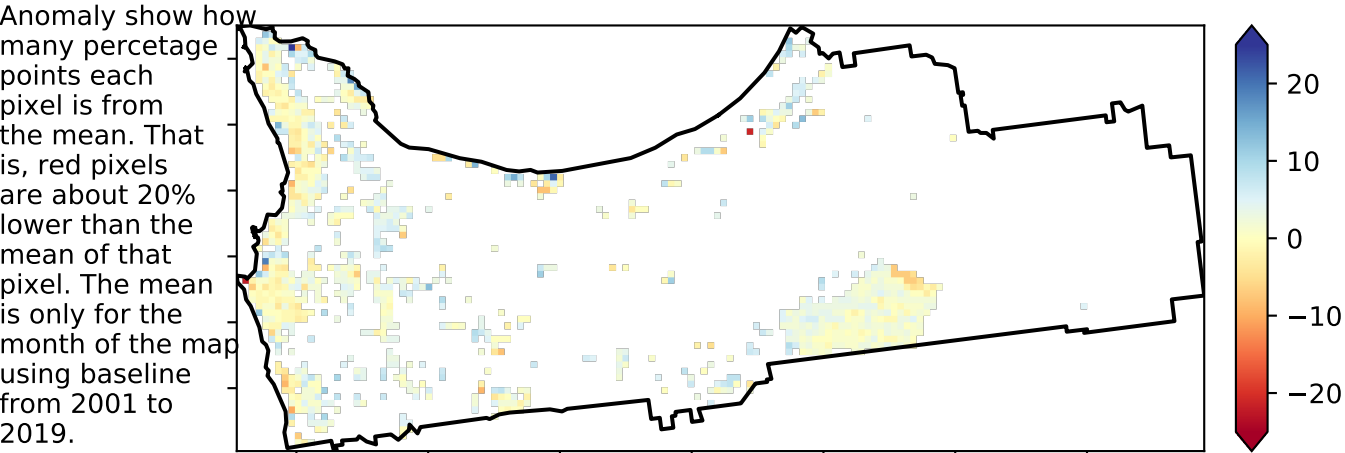 Anomaly show how
many percetage
points each
pixel is from
the mean. That
is, red pixels
are about 20%
lower than the
mean of that
pixel. The mean
is only for the
month of the map
using baseline
from 2001 to
2019.
20
10
0
−10
−20